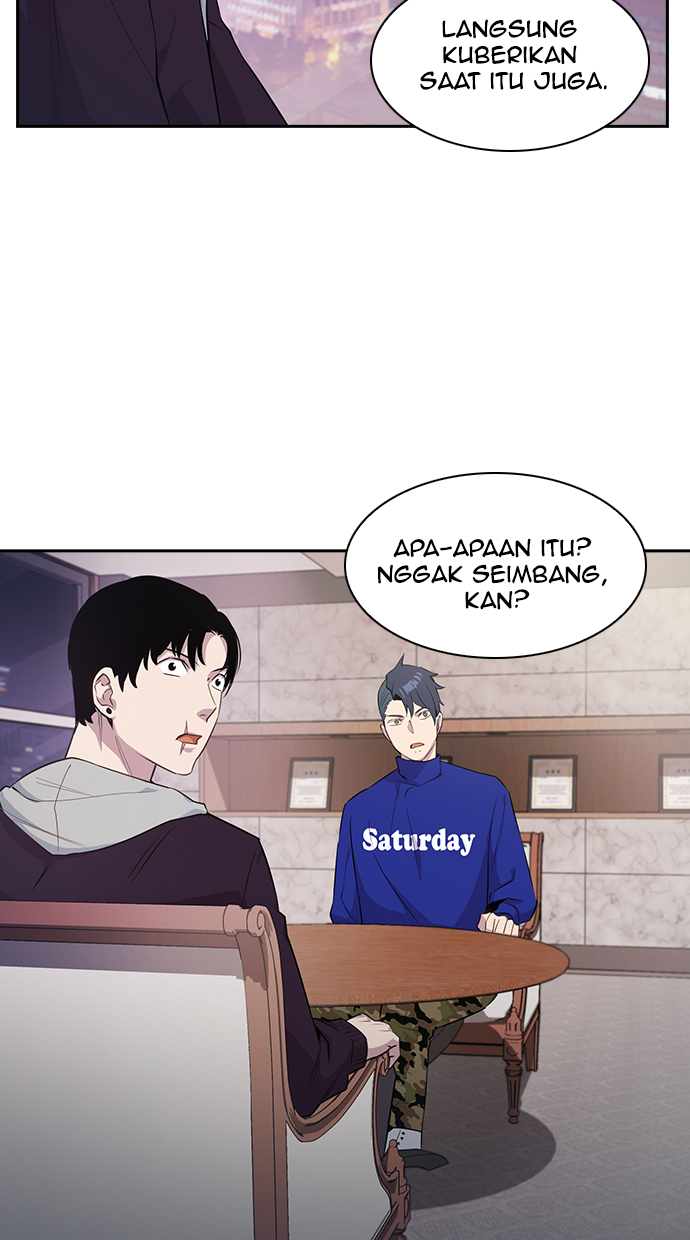 LANGSUNG
KUBERIKAN
SAAT ITU JUGA.
APA-APAAN ITU?
NGGAK SEIMBANG,
KAN?
Saturday